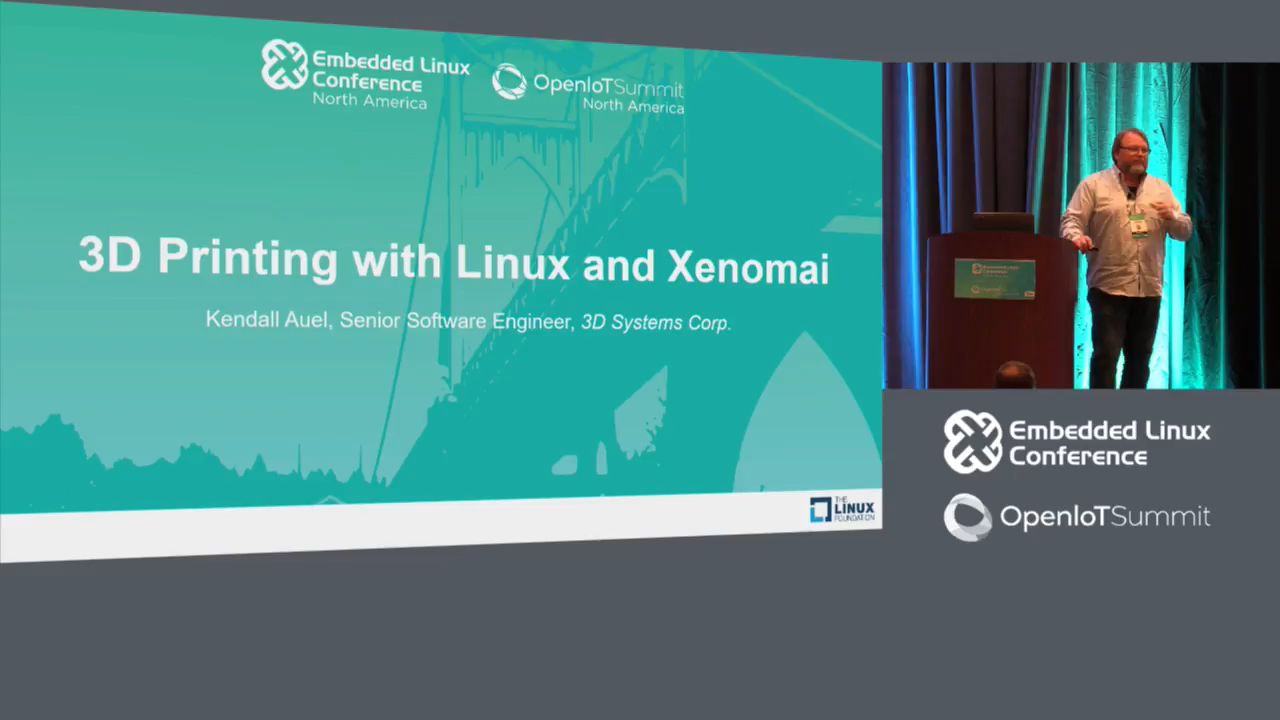 Embedded Linux
Conference
North America
OpenIoTSummit
North America
3D Printing with Linux and Xenomai
Kendall Auel, Senior Software Engineer, 3D Systems Corp.
THE
LINUX
FOUNDATION
Embedded Linux
Conference
OpenIoTSummit